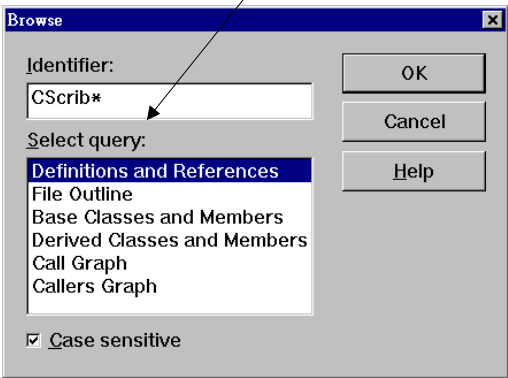 Browse
Identifier:
CScrib*
Select query:
Definitions and References
File Outline
Base Classes and Members
Derived Classes and Members
Call Graph
Callers Graph
Case sensitive
OK
Cancel
Help